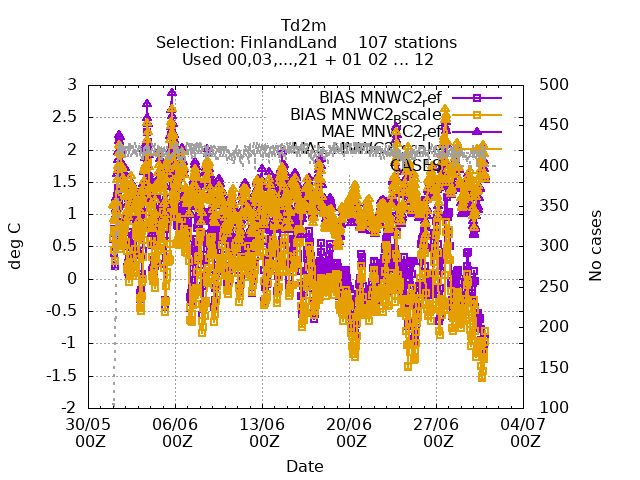 Td2m
Selection: FinlandLand    107 stations
Used 00,03,...,21 + 01 02 ... 12
BIAS MNWC2_ref
BIAS MNWC2_Bscale
MAE MNWC2_ref
MAE MNWC2_Bscale
CASES
3
2.5
2
1.5
1
0.5
0
-0.5
-1
-1.5
-2
deg C
500
450
400
350
300
250
200
150
100
No cases
30/05 00Z
06/06 00Z
13/06 00Z
20/06 00Z
27/06 00Z
04/07 00Z
Date